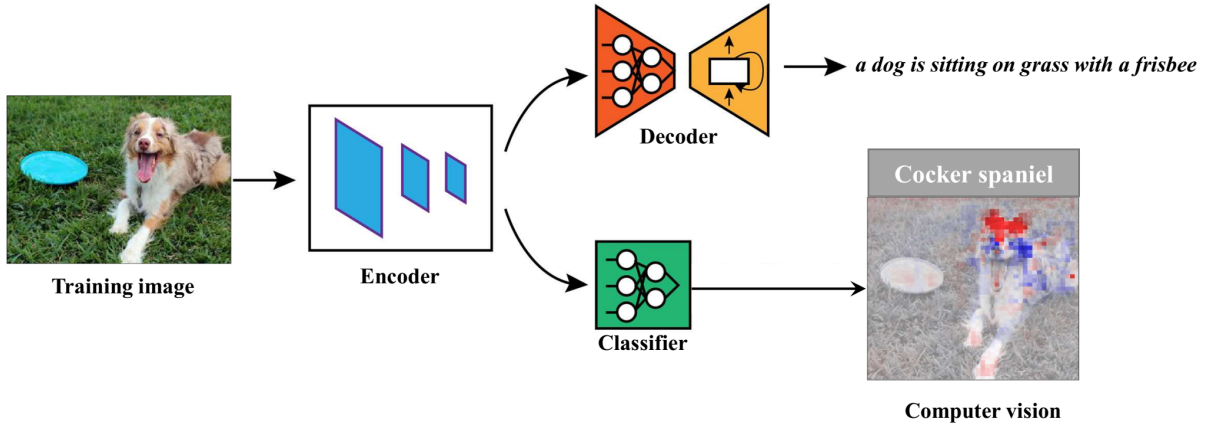 a dog is sitting on grass with a frisbee
Decoder
Cocker spaniel
Encoder
Training image
Classifier
Computer vision